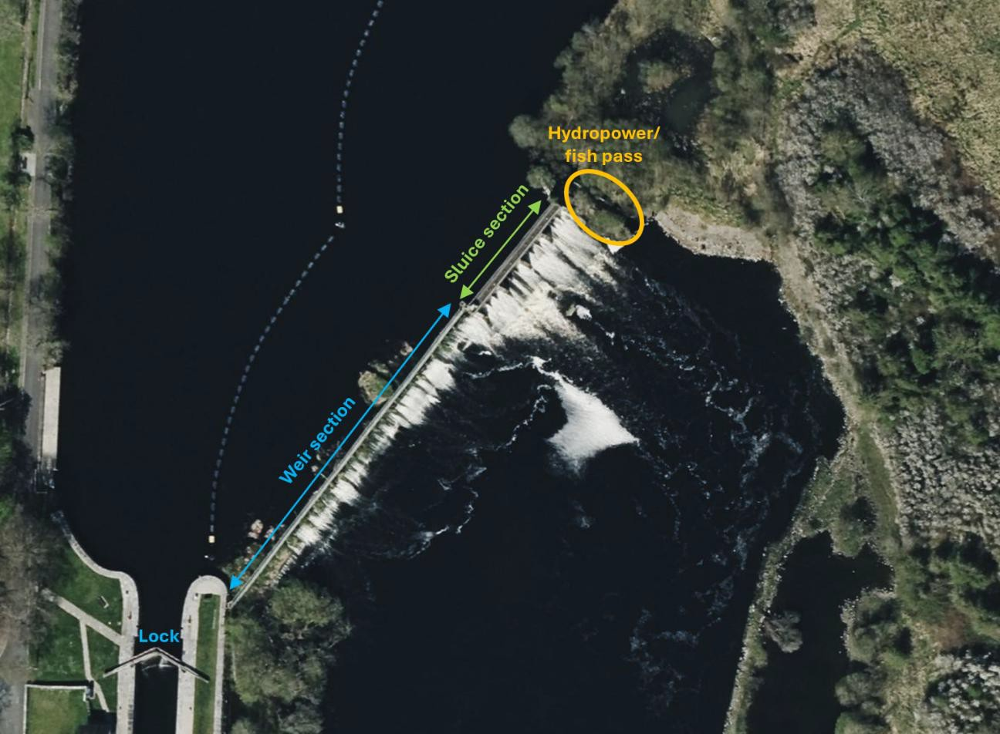 Hydropower/
fish pass
Sluice section
Weir section
Lock